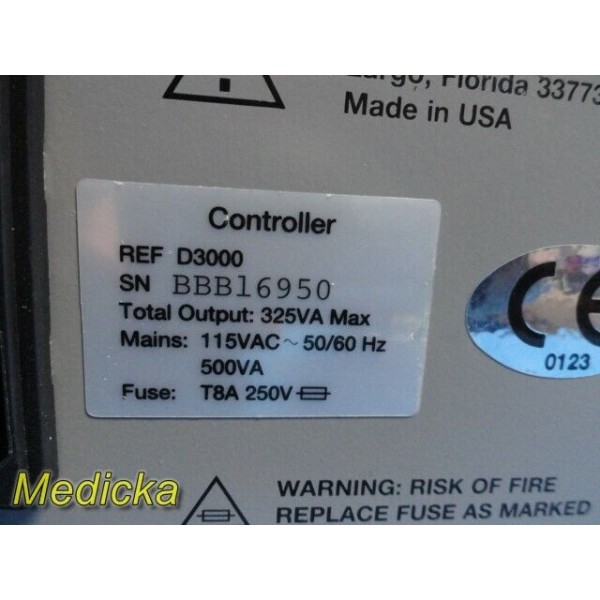 Largo, Florida 33773
Made in USA
Controller
REF D3000
SN BBB16950
Total Output: 325VA Max
Mains: 115VAC ~ 50/60 Hz
500VA
Fuse: T8A 250V
CE
0123
WARNING: RISK OF FIRE
REPLACE FUSE AS MARKED
Medicka